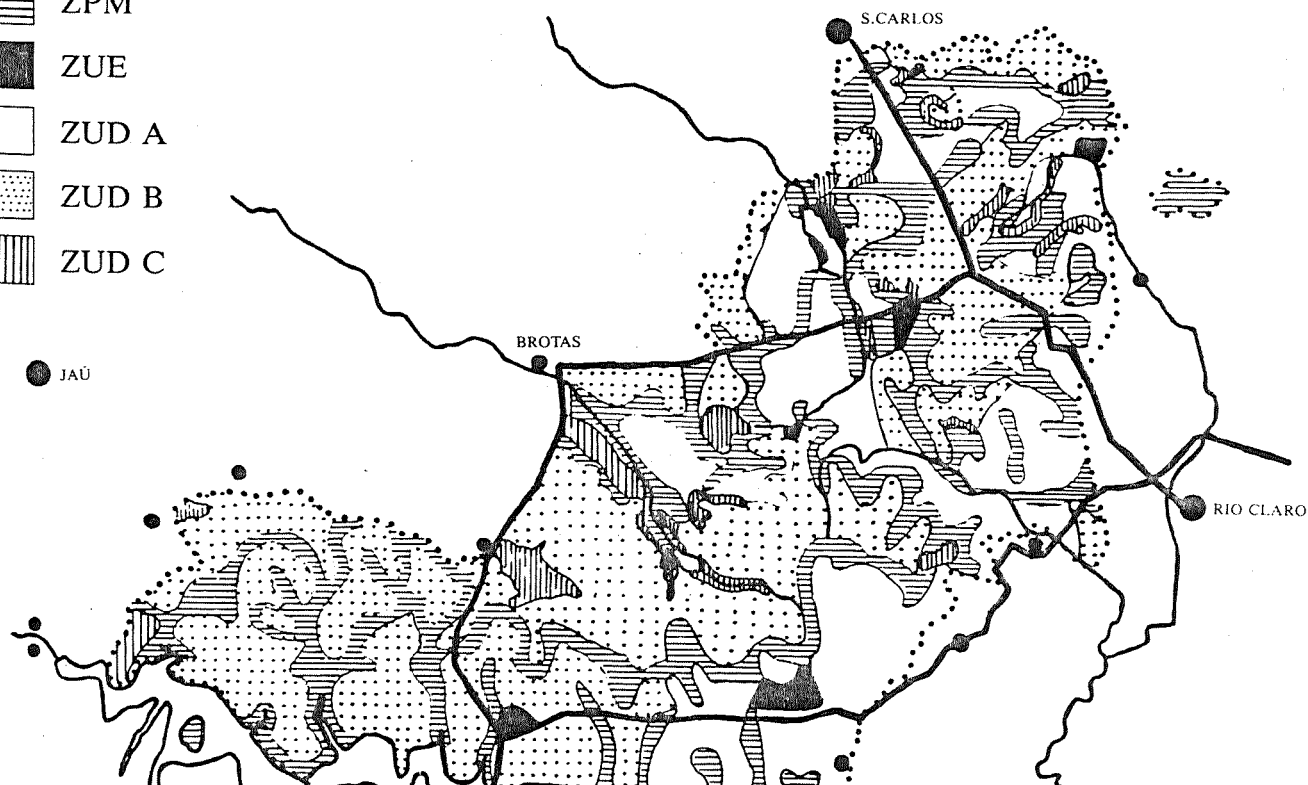 ZPM
ZUE
ZUD A
ZUD B
ZUD C
S.CARLOS
BROTAS
JAÚ
RIO CLARO